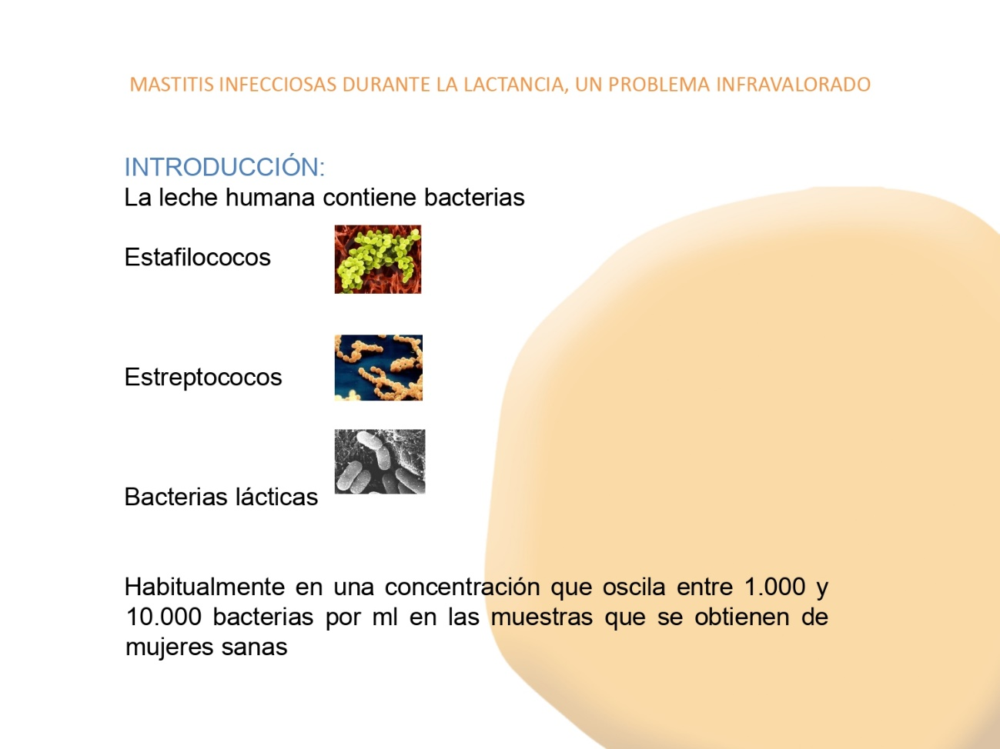 MASTITIS INFECCIOSAS DURANTE LA LACTANCIA, UN PROBLEMA INFRAVALORADO
INTRODUCCIÓN:
La leche humana contiene bacterias
Estafilococos
Estreptococos
Bacterias lácticas
Habitualmente en una concentración que oscila entre 1.000 y
10.000 bacterias por ml en las muestras que se obtienen de
mujeres sanas